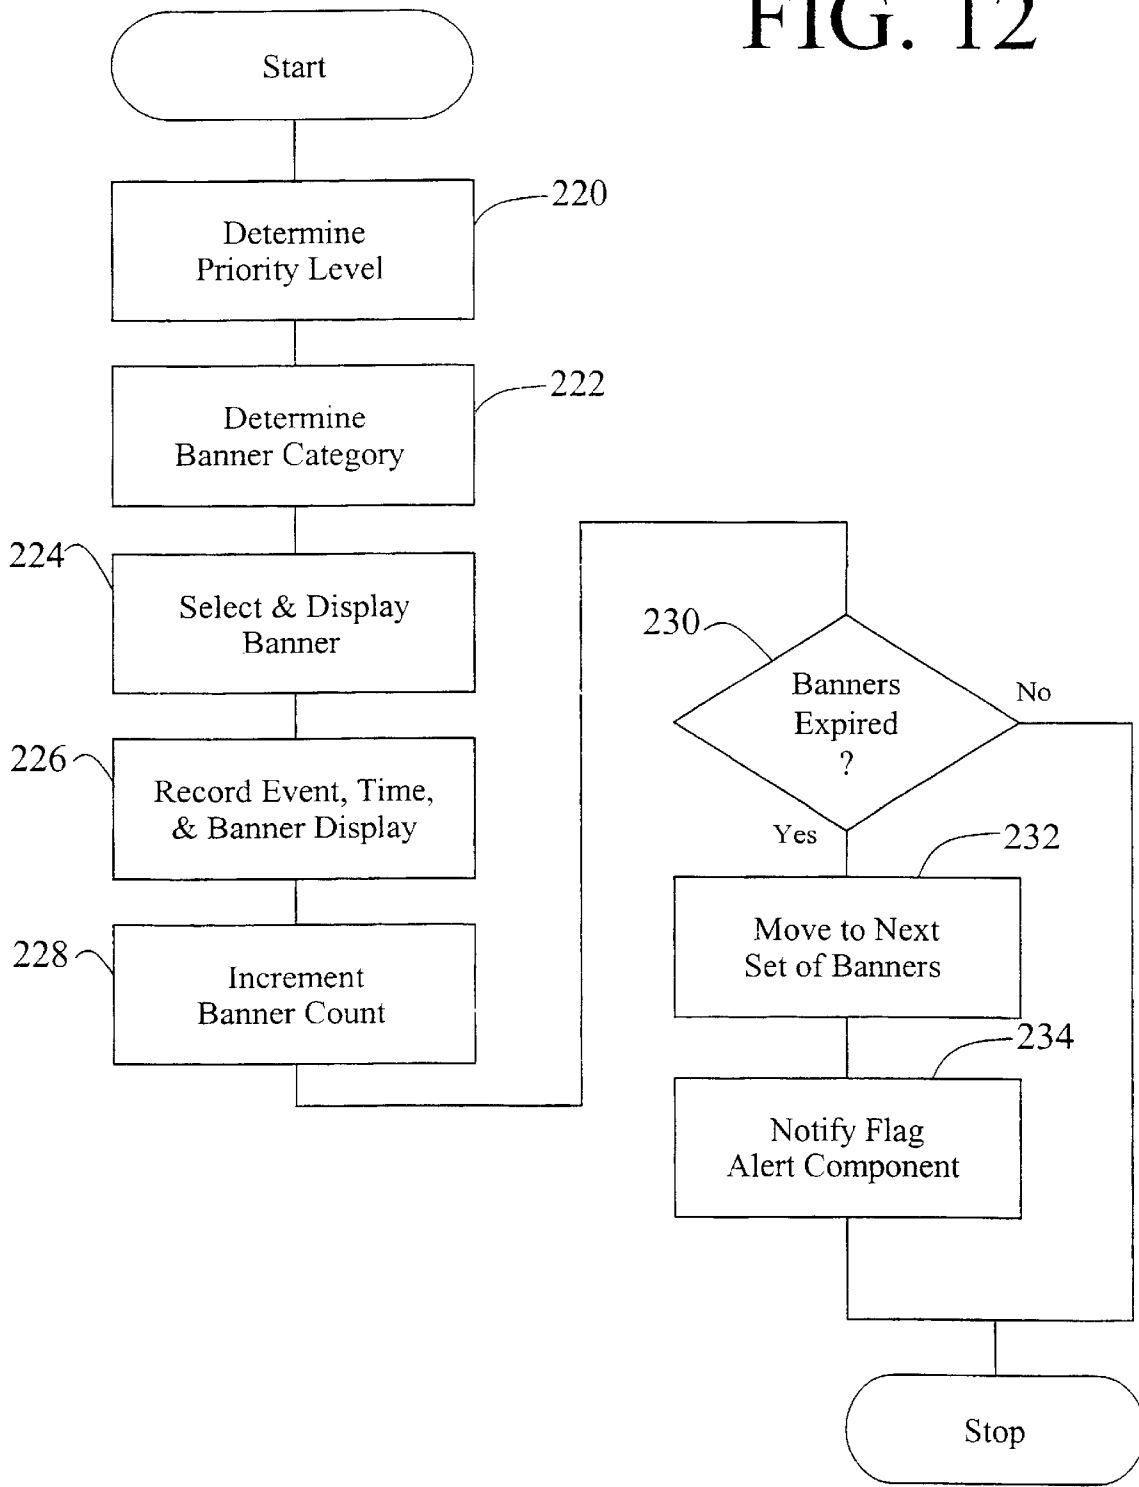 FIG. 12
Start
220
Determine
Priority Level
222
Determine
Banner Category
224
Select & Display
Banner
226
Record Event, Time,
& Banner Display
228
Increment
Banner Count
230
Banners
Expired
?
No
Yes
232
Move to Next
Set of Banners
234
Notify Flag
Alert Component
Stop